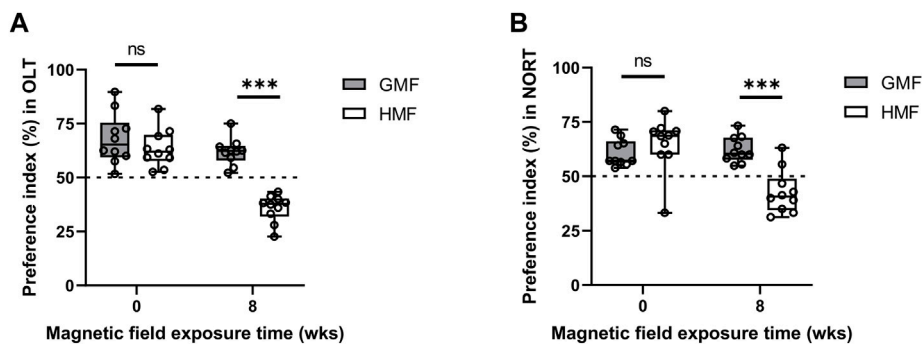 A
Preference index (%) in OLT
100
75
50
25
0
ns
***
GMF
HMF
0
8
Magnetic field exposure time (wks)
B
Preference index (%) in NORT
100
75
50
25
0
ns
***
GMF
HMF
0
8
Magnetic field exposure time (wks)